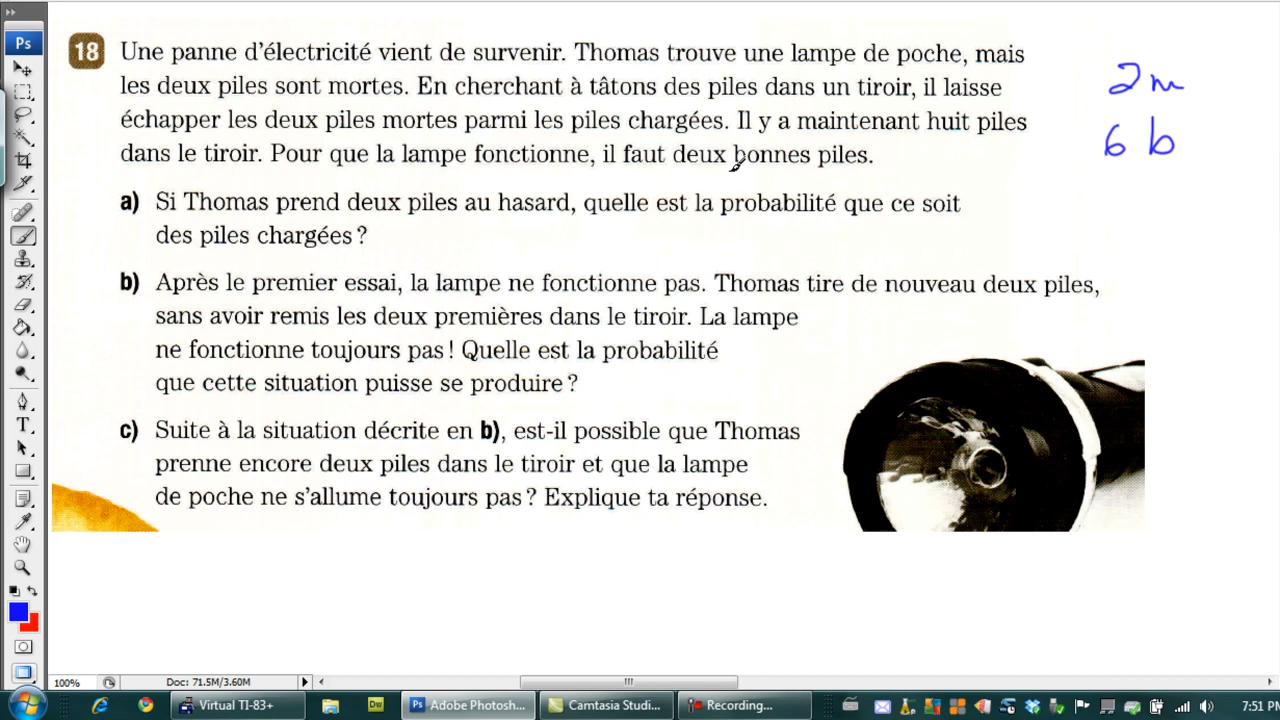 18 Une panne d'électricité vient de survenir. Thomas trouve une lampe de poche, mais
les deux piles sont mortes. En cherchant à tâtons des piles dans un tiroir, il laisse
échapper les deux piles mortes parmi les piles chargées. Il y a maintenant huit piles
dans le tiroir. Pour que la lampe fonctionne, il faut deux bonnes piles.
2 m
6 b
a) Si Thomas prend deux piles au hasard, quelle est la probabilité que ce soit
des piles chargées ?
b) Après le premier essai, la lampe ne fonctionne pas. Thomas tire de nouveau deux piles,
sans avoir remis les deux premières dans le tiroir. La lampe
ne fonctionne toujours pas ! Quelle est la probabilité
que cette situation puisse se produire ?
c) Suite à la situation décrite en b), est-il possible que Thomas
prenne encore deux piles dans le tiroir et que la lampe
de poche ne s'allume toujours pas ? Explique ta réponse.
Ps
T
100% Doc: 71.5M/3.60M
Virtual TI-83+
Dw
Ps Adobe Photosh...
Camtasia Studi...
Recording...
7:51 PM